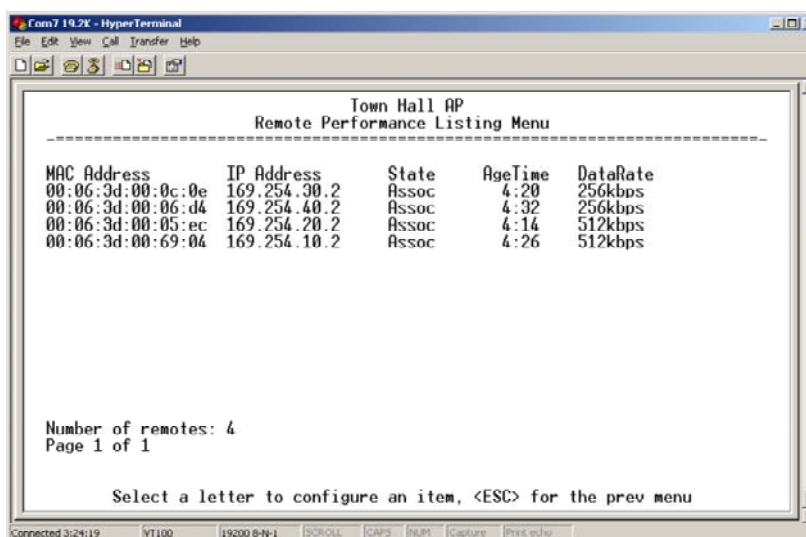 Com7 19.2K - HyperTerminal
File Edit View Call Transfer Help
Town Hall AP
Remote Performance Listing Menu
-==========================================================================-
MAC Address IP Address State AgeTime DataRate
00:06:3d:00:0c:0e 169.254.30.2 Assoc 4:20 256kbps
00:06:3d:00:06:d4 169.254.40.2 Assoc 4:32 256kbps
00:06:3d:00:05:ec 169.254.20.2 Assoc 4:14 512kbps
00:06:3d:00:69:04 169.254.10.2 Assoc 4:26 512kbps
Number of remotes: 4
Page 1 of 1
Select a letter to configure an item, <ESC> for the prev menu
Connected 3:24:19 VT100 19200 8-N-1 SCROLL CAPS NUM Capture Print echo